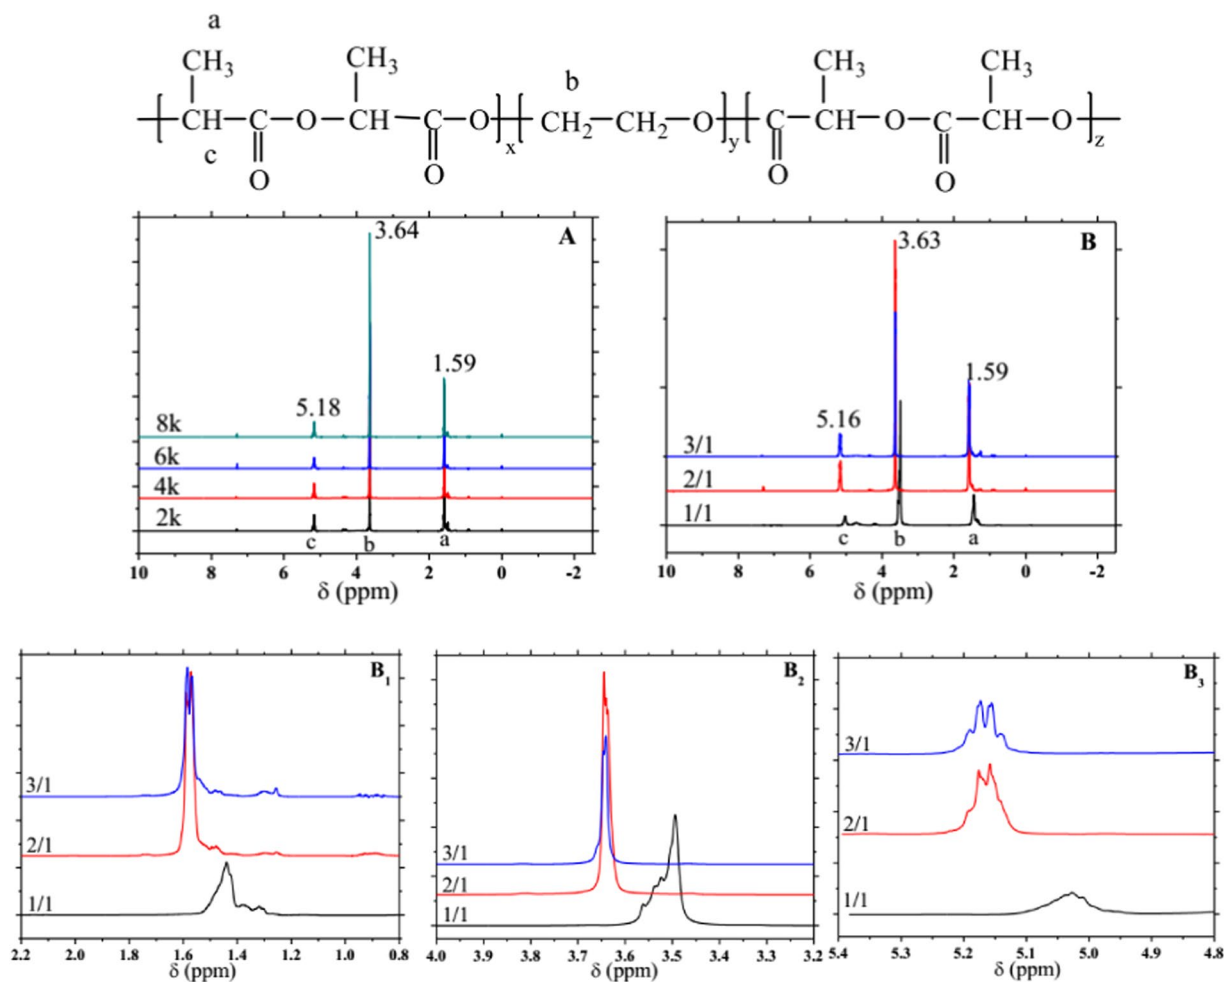 a
CH3 CH3 b CH3 CH3
[ CH C O CH C O ]x [ CH2 CH2 O ]y [ C CH O C CH O ]z
c O O O O
A
3.64
1.59
5.18
8k
6k
4k
2k
c b a
10 8 6 4 2 0 -2
δ (ppm)
B
3.63
1.59
5.16
3/1
2/1
1/1
c b a
10 8 6 4 2 0 -2
δ (ppm)
B1
3/1
2/1
1/1
2.2 2.0 1.8 1.6 1.4 1.2 1.0 0.8
δ (ppm)
B2
3/1
2/1
1/1
4.0 3.9 3.8 3.7 3.6 3.5 3.4 3.3 3.2
δ (ppm)
B3
3/1
2/1
1/1
5.4 5.3 5.2 5.1 5.0 4.9 4.8
δ (ppm)